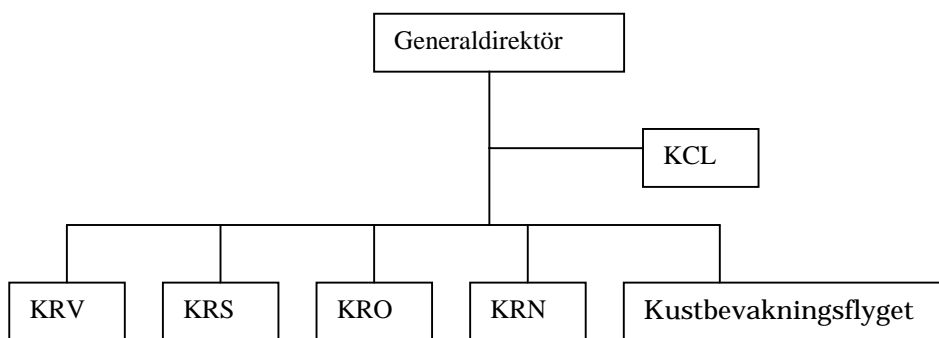 Generaldirektör
KCL
KRV
KRS
KRO
KRN
Kustbevakningsflyget